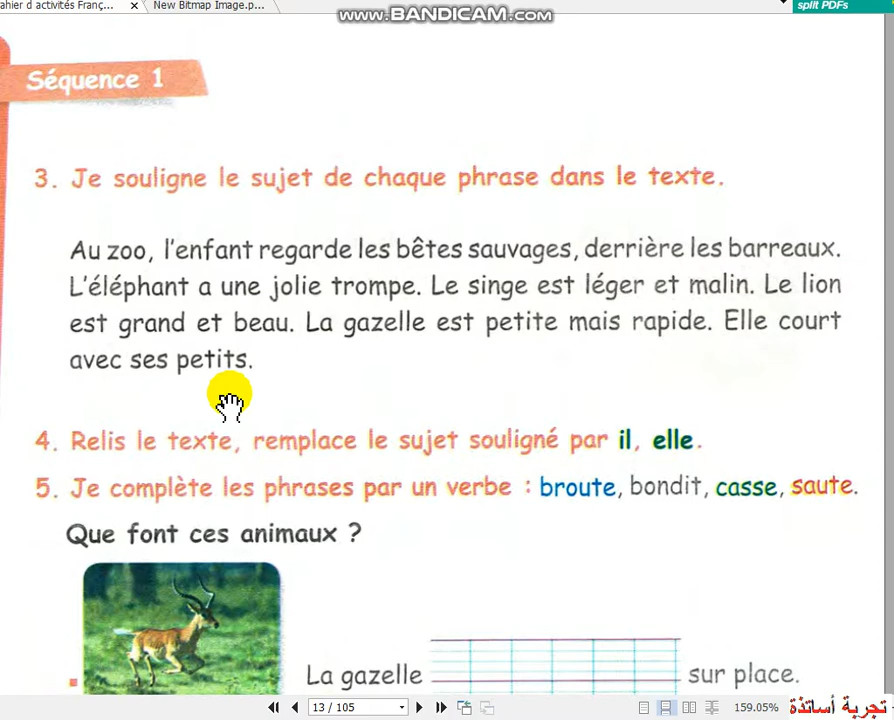 ahier d activités Franç...
New Bitmap Image.p...
www.BANDICAM.com
split PDFs
Séquence 1
3. Je souligne le sujet de chaque phrase dans le texte.
Au zoo, l'enfant regarde les bêtes sauvages, derrière les barreaux.
L'éléphant a une jolie trompe. Le singe est léger et malin. Le lion
est grand et beau. La gazelle est petite mais rapide. Elle court
avec ses petits.
4. Relis le texte, remplace le sujet souligné par il, elle.
5. Je complète les phrases par un verbe : broute, bondit, casse, saute.
Que font ces animaux ?
La gazelle sur place.
13 / 105
159.05%
تجربة أساتذة